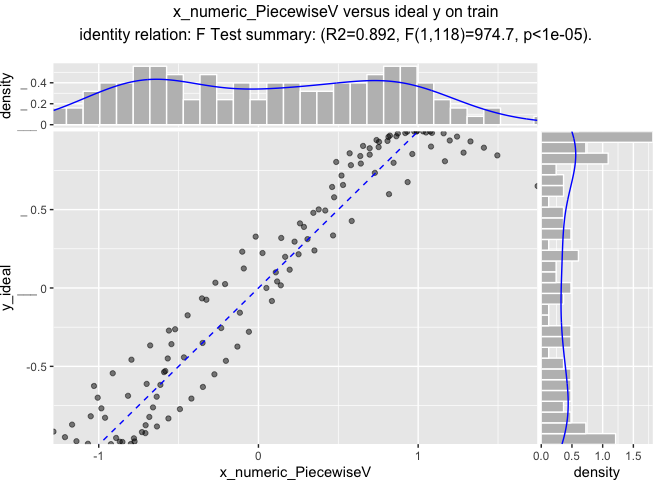 x_numeric_PiecewiseV versus ideal y on train
identity relation: F Test summary: (R2=0.892, F(1,118)=974.7, p<1e-05).
density
0.4
0.2
0
y_ideal
0.5
0
-0.5
-1
0
1
x_numeric_PiecewiseV
0.0
0.5
1.0
1.5
density